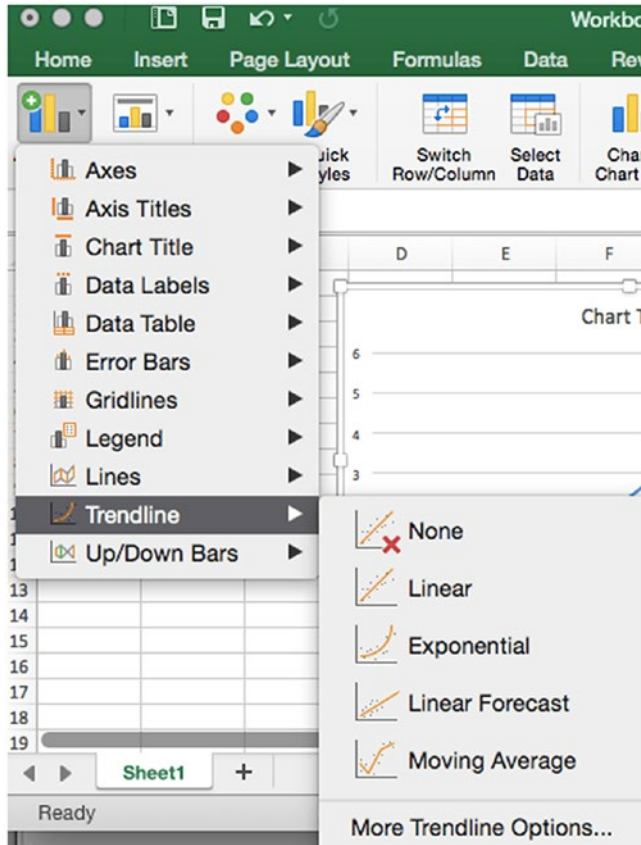 Workbo
Home Insert Page Layout Formulas Data Rev
uick
yles
Switch
Row/Column
Select
Data
Cha
Chart
Axes
Axis Titles
Chart Title
Data Labels
Data Table
Error Bars
Gridlines
Legend
Lines
Trendline
Up/Down Bars
D E F
Chart T
6
5
4
3
None
Linear
Exponential
Linear Forecast
Moving Average
More Trendline Options...
13
14
15
16
17
18
19
Sheet1 +
Ready